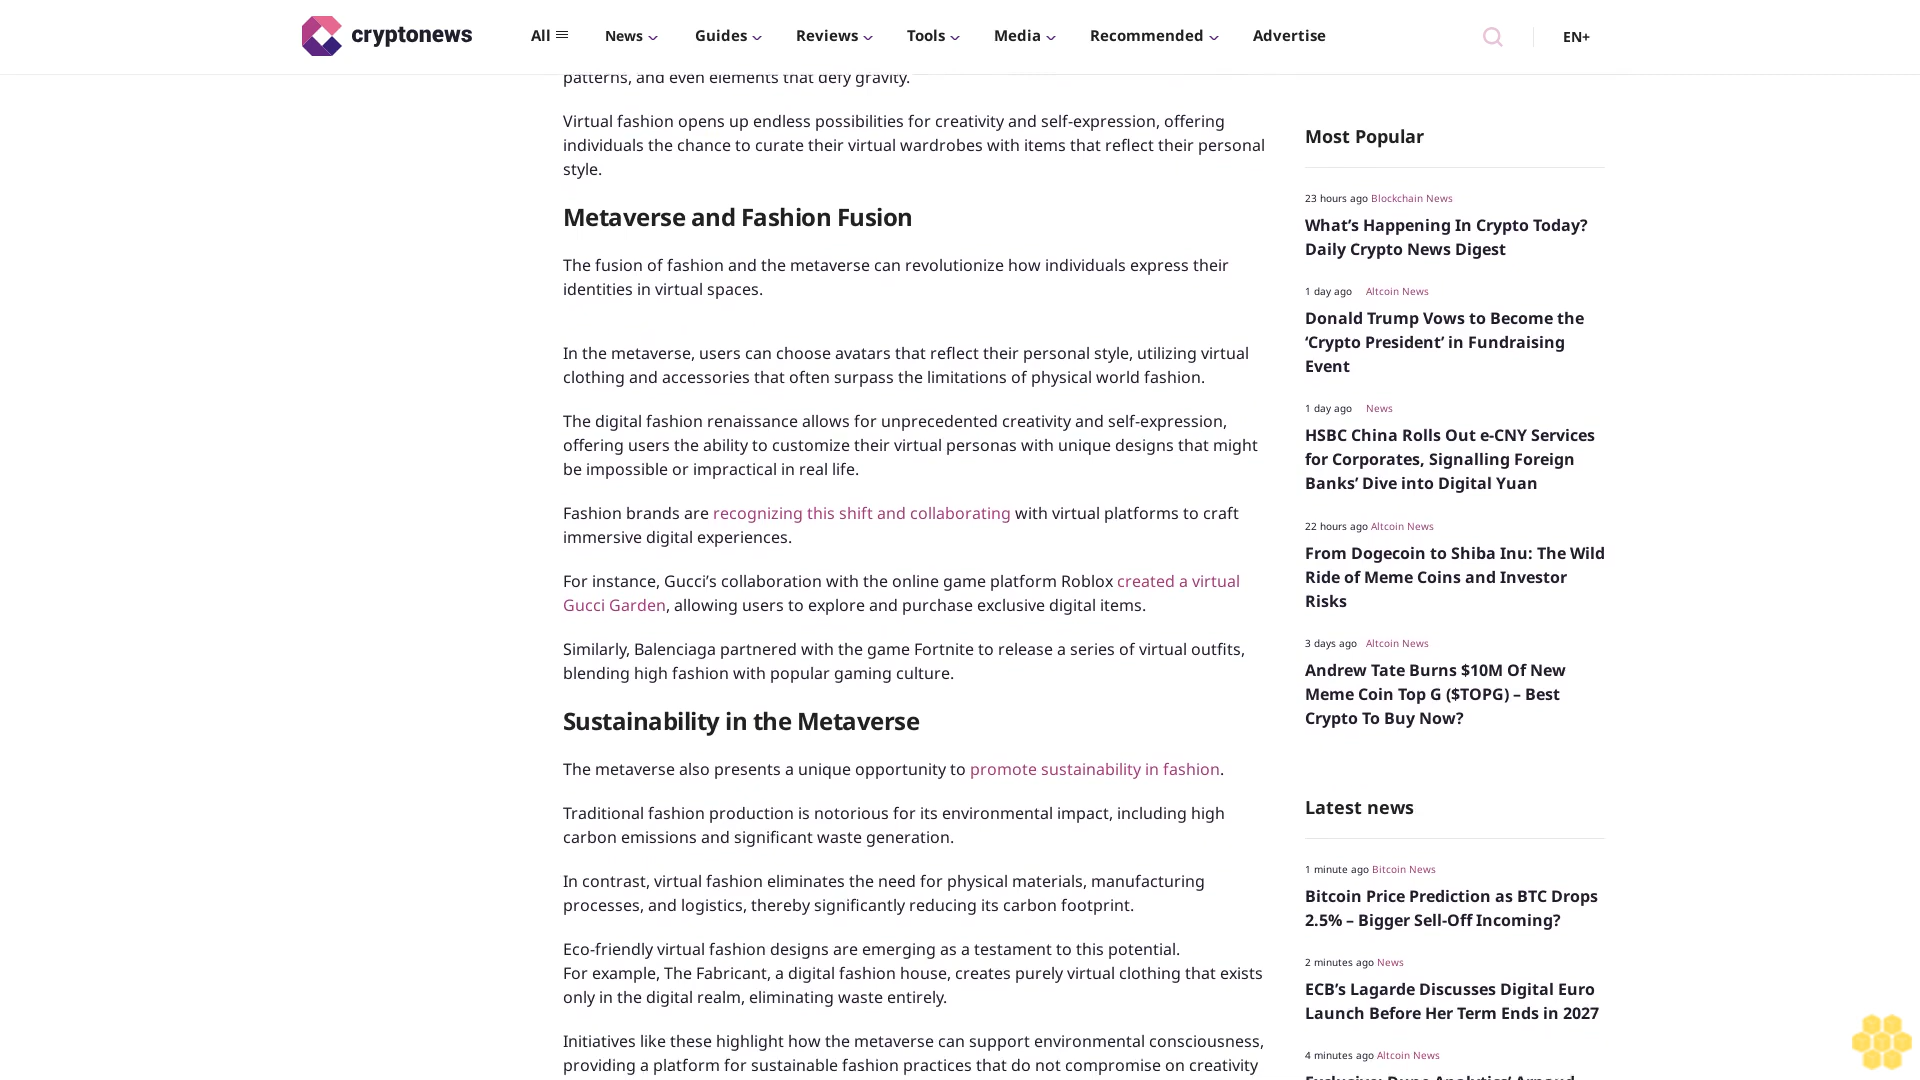 cryptonews
All
News
Guides
Reviews
Tools
Media
Recommended
Advertise
EN+
patterns, and even elements that defy gravity.
Virtual fashion opens up endless possibilities for creativity and self-expression, offering
individuals the chance to curate their virtual wardrobes with items that reflect their personal
style.
Metaverse and Fashion Fusion
The fusion of fashion and the metaverse can revolutionize how individuals express their
identities in virtual spaces.
In the metaverse, users can choose avatars that reflect their personal style, utilizing virtual
clothing and accessories that often surpass the limitations of physical world fashion.
The digital fashion renaissance allows for unprecedented creativity and self-expression,
offering users the ability to customize their virtual personas with unique designs that might
be impossible or impractical in real life.
Fashion brands are recognizing this shift and collaborating with virtual platforms to craft
immersive digital experiences.
For instance, Gucci’s collaboration with the online game platform Roblox created a virtual
Gucci Garden, allowing users to explore and purchase exclusive digital items.
Similarly, Balenciaga partnered with the game Fortnite to release a series of virtual outfits,
blending high fashion with popular gaming culture.
Sustainability in the Metaverse
The metaverse also presents a unique opportunity to promote sustainability in fashion.
Traditional fashion production is notorious for its environmental impact, including high
carbon emissions and significant waste generation.
In contrast, virtual fashion eliminates the need for physical materials, manufacturing
processes, and logistics, thereby significantly reducing its carbon footprint.
Eco-friendly virtual fashion designs are emerging as a testament to this potential.
For example, The Fabricant, a digital fashion house, creates purely virtual clothing that exists
only in the digital realm, eliminating waste entirely.
Initiatives like these highlight how the metaverse can support environmental consciousness,
providing a platform for sustainable fashion practices that do not compromise on creativity
Most Popular
23 hours ago Blockchain News
What’s Happening In Crypto Today?
Daily Crypto News Digest
1 day ago Altcoin News
Donald Trump Vows to Become the
‘Crypto President’ in Fundraising
Event
1 day ago News
HSBC China Rolls Out e-CNY Services
for Corporates, Signalling Foreign
Banks’ Dive into Digital Yuan
22 hours ago Altcoin News
From Dogecoin to Shiba Inu: The Wild
Ride of Meme Coins and Investor
Risks
3 days ago Altcoin News
Andrew Tate Burns $10M Of New
Meme Coin Top G ($TOPG) – Best
Crypto To Buy Now?
Latest news
1 minute ago Bitcoin News
Bitcoin Price Prediction as BTC Drops
2.5% – Bigger Sell-Off Incoming?
2 minutes ago News
ECB’s Lagarde Discusses Digital Euro
Launch Before Her Term Ends in 2027
4 minutes ago Altcoin News
Exclusive: Dune Analytics’ Arnaud